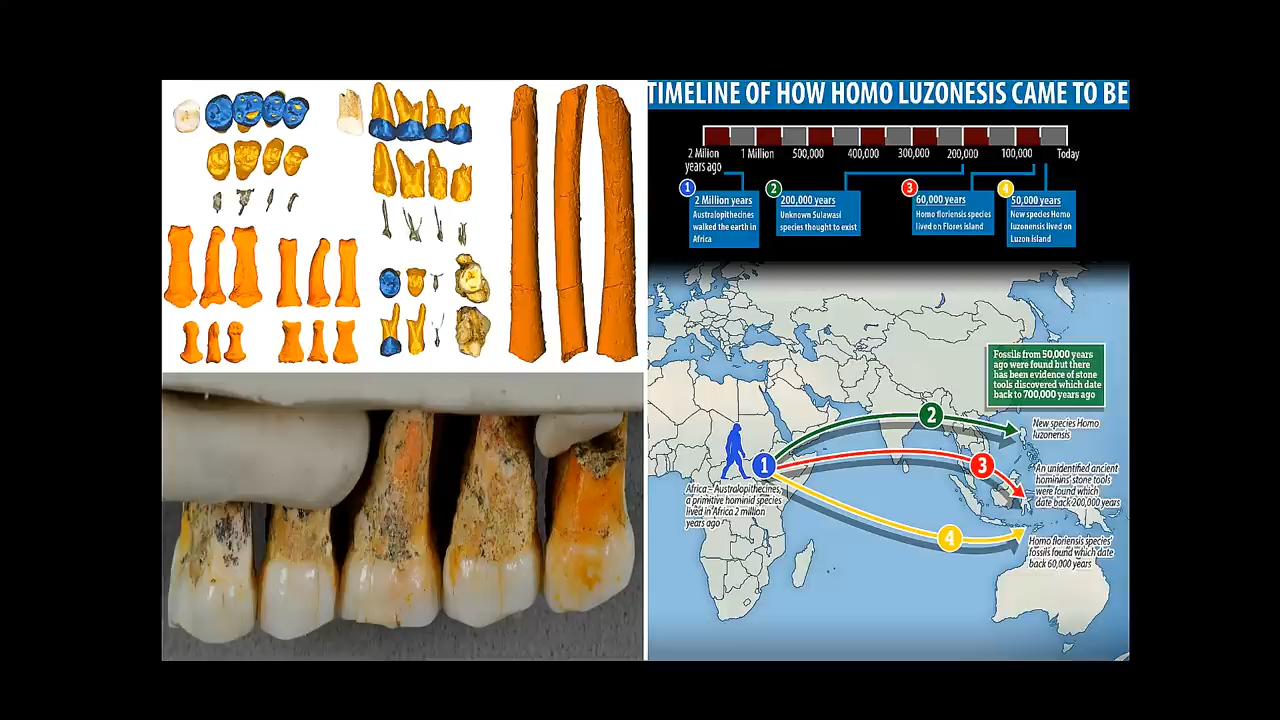 TIMELINE OF HOW HOMO LUZONESIS CAME TO BE
2 Million
years ago
1 Million
500,000
400,000
300,000
200,000
100,000
Today
1
2 Million years
Australopithecines
walked the earth in
Africa
2
200,000 years
Unknown Sulawasi
species thought to exist
3
60,000 years
Homo floriensis species
lived on Flores island
4
50,000 years
New species Homo
luzonensis lived on
Luzon island
Fossils from 50,000 years
ago were found but there
has been evidence of stone
tools discovered which date
back to 700,000 years ago
2
New species Homo
luzonensis
1
3
An unidentified ancient
hominins' stone tools
were found which
date back 200,000 years
Africa - Australopithecines,
a primitive hominid species
lived in Africa 2 million
years ago
4
Homo floriensis species'
fossils found which date
back 60,000 years